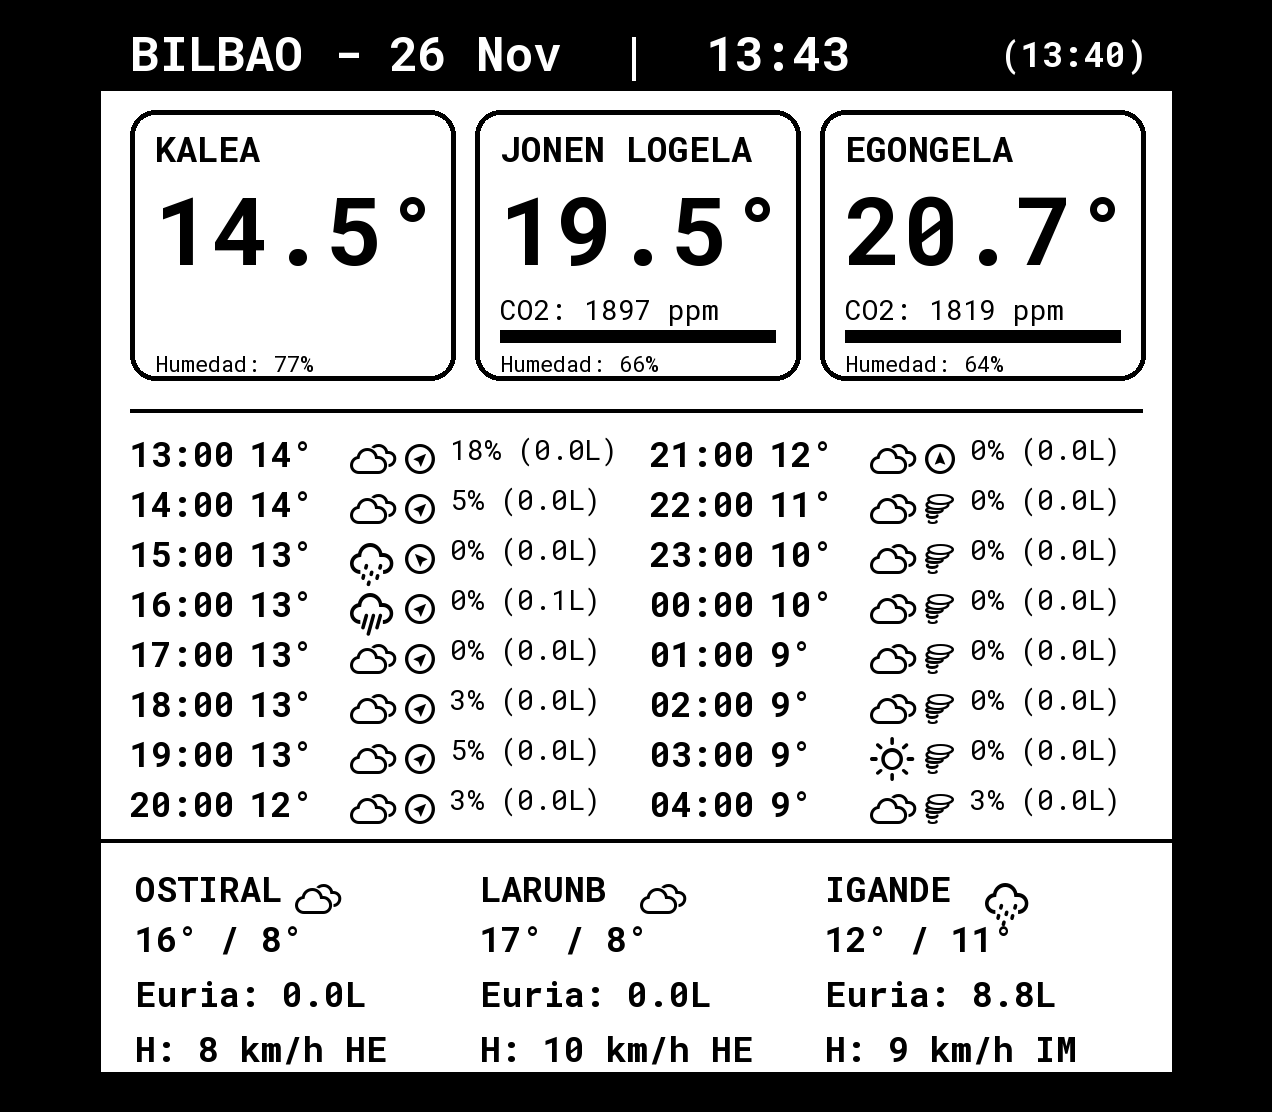 BILBAO - 26 Nov | 13:43 (13:40)
KALEA
14.5°
Humedad: 77%
JONEN LOGELA
19.5°
CO2: 1897 ppm
Humedad: 66%
EGONGELA
20.7°
CO2: 1819 ppm
Humedad: 64%
13:00 14° 18% (0.0L)
14:00 14° 5% (0.0L)
15:00 13° 0% (0.0L)
16:00 13° 0% (0.1L)
17:00 13° 0% (0.0L)
18:00 13° 3% (0.0L)
19:00 13° 5% (0.0L)
20:00 12° 3% (0.0L)
21:00 12° 0% (0.0L)
22:00 11° 0% (0.0L)
23:00 10° 0% (0.0L)
00:00 10° 0% (0.0L)
01:00 9° 0% (0.0L)
02:00 9° 0% (0.0L)
03:00 9° 0% (0.0L)
04:00 9° 3% (0.0L)
OSTIRAL
16° / 8°
Euria: 0.0L
H: 8 km/h HE
LARUNB
17° / 8°
Euria: 0.0L
H: 10 km/h HE
IGANDE
12° / 11°
Euria: 8.8L
H: 9 km/h IM